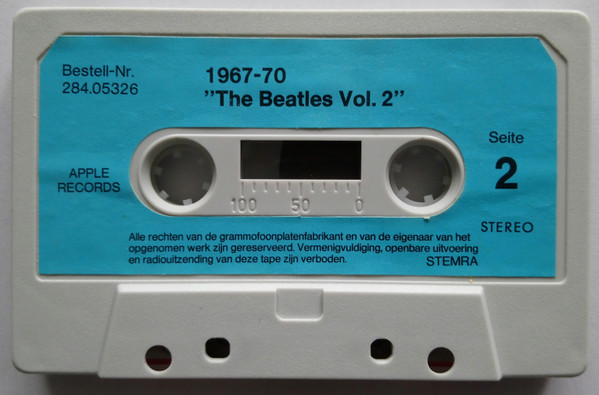 Bestell-Nr.
284.05326
1967-70
"The Beatles Vol. 2"
Seite
2
APPLE
RECORDS
100 50 0
STEREO
Alle rechten van de grammofoonplatenfabrikant en van de eigenaar van het
opgenomen werk zijn gereserveerd. Vermenigvuldiging, openbare uitvoering
en radiouitzending van deze tape zijn verboden. STEMRA